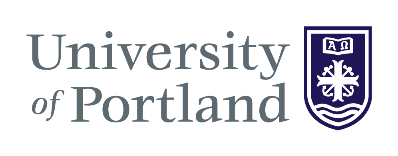 University
of Portland
Α Ω